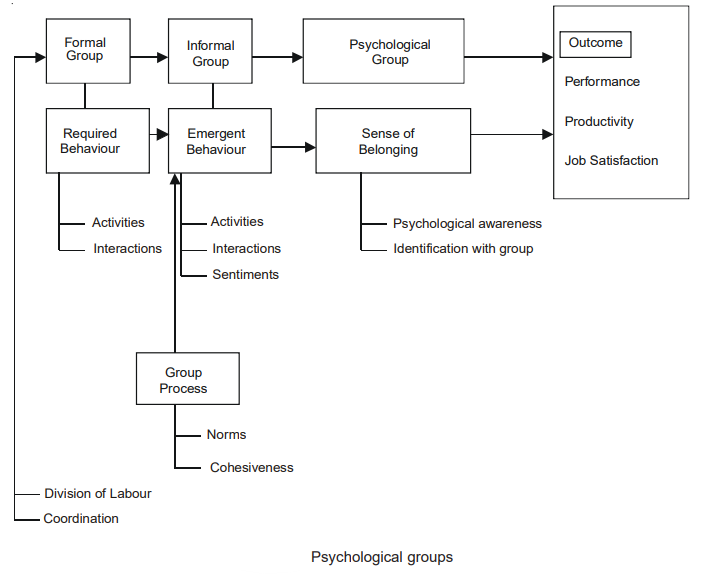 Formal
Group
Informal
Group
Psychological
Group
Outcome
Performance
Productivity
Job Satisfaction
Required
Behaviour
Emergent
Behaviour
Sense of
Belonging
Activities
Interactions
Activities
Interactions
Sentiments
Psychological awareness
Identification with group
Group
Process
Norms
Cohesiveness
Division of Labour
Coordination
Psychological groups